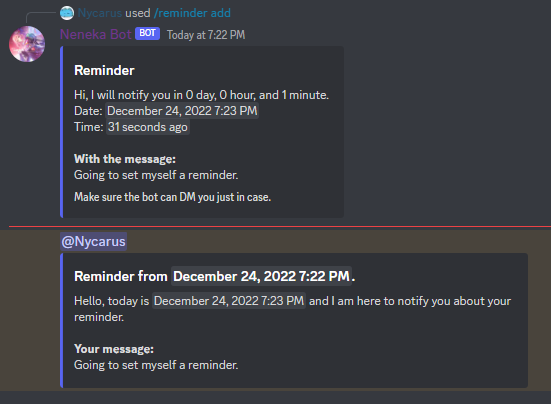 Nycarus used /reminder add
Neneka Bot BOT Today at 7:22 PM
Reminder
Hi, I will notify you in 0 day, 0 hour, and 1 minute.
Date: December 24, 2022 7:23 PM
Time: 31 seconds ago
With the message:
Going to set myself a reminder.
Make sure the bot can DM you just in case.
@Nycarus
Reminder from December 24, 2022 7:22 PM.
Hello, today is December 24, 2022 7:23 PM and I am here to notify you about your
reminder.
Your message:
Going to set myself a reminder.